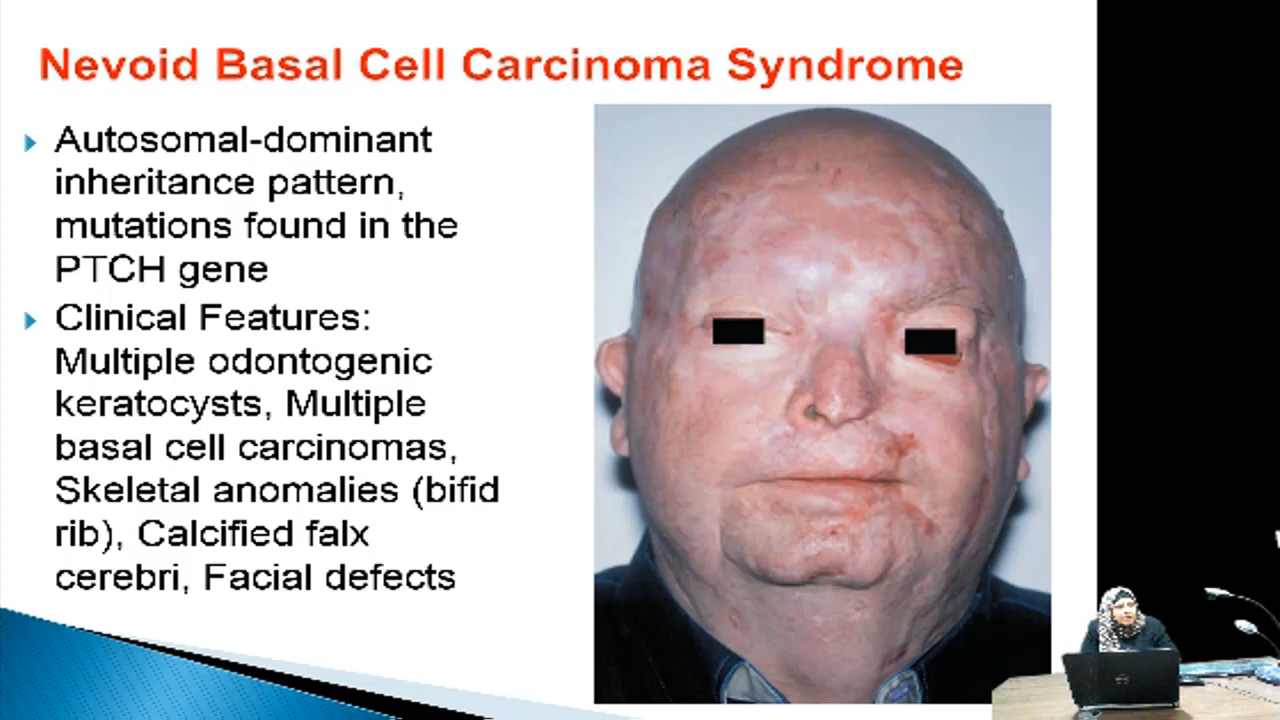 Nevoid Basal Cell Carcinoma Syndrome
Autosomal-dominant
inheritance pattern,
mutations found in the
PTCH gene
Clinical Features:
Multiple odontogenic
keratocysts, Multiple
basal cell carcinomas,
Skeletal anomalies (bifid
rib), Calcified falx
cerebri, Facial defects